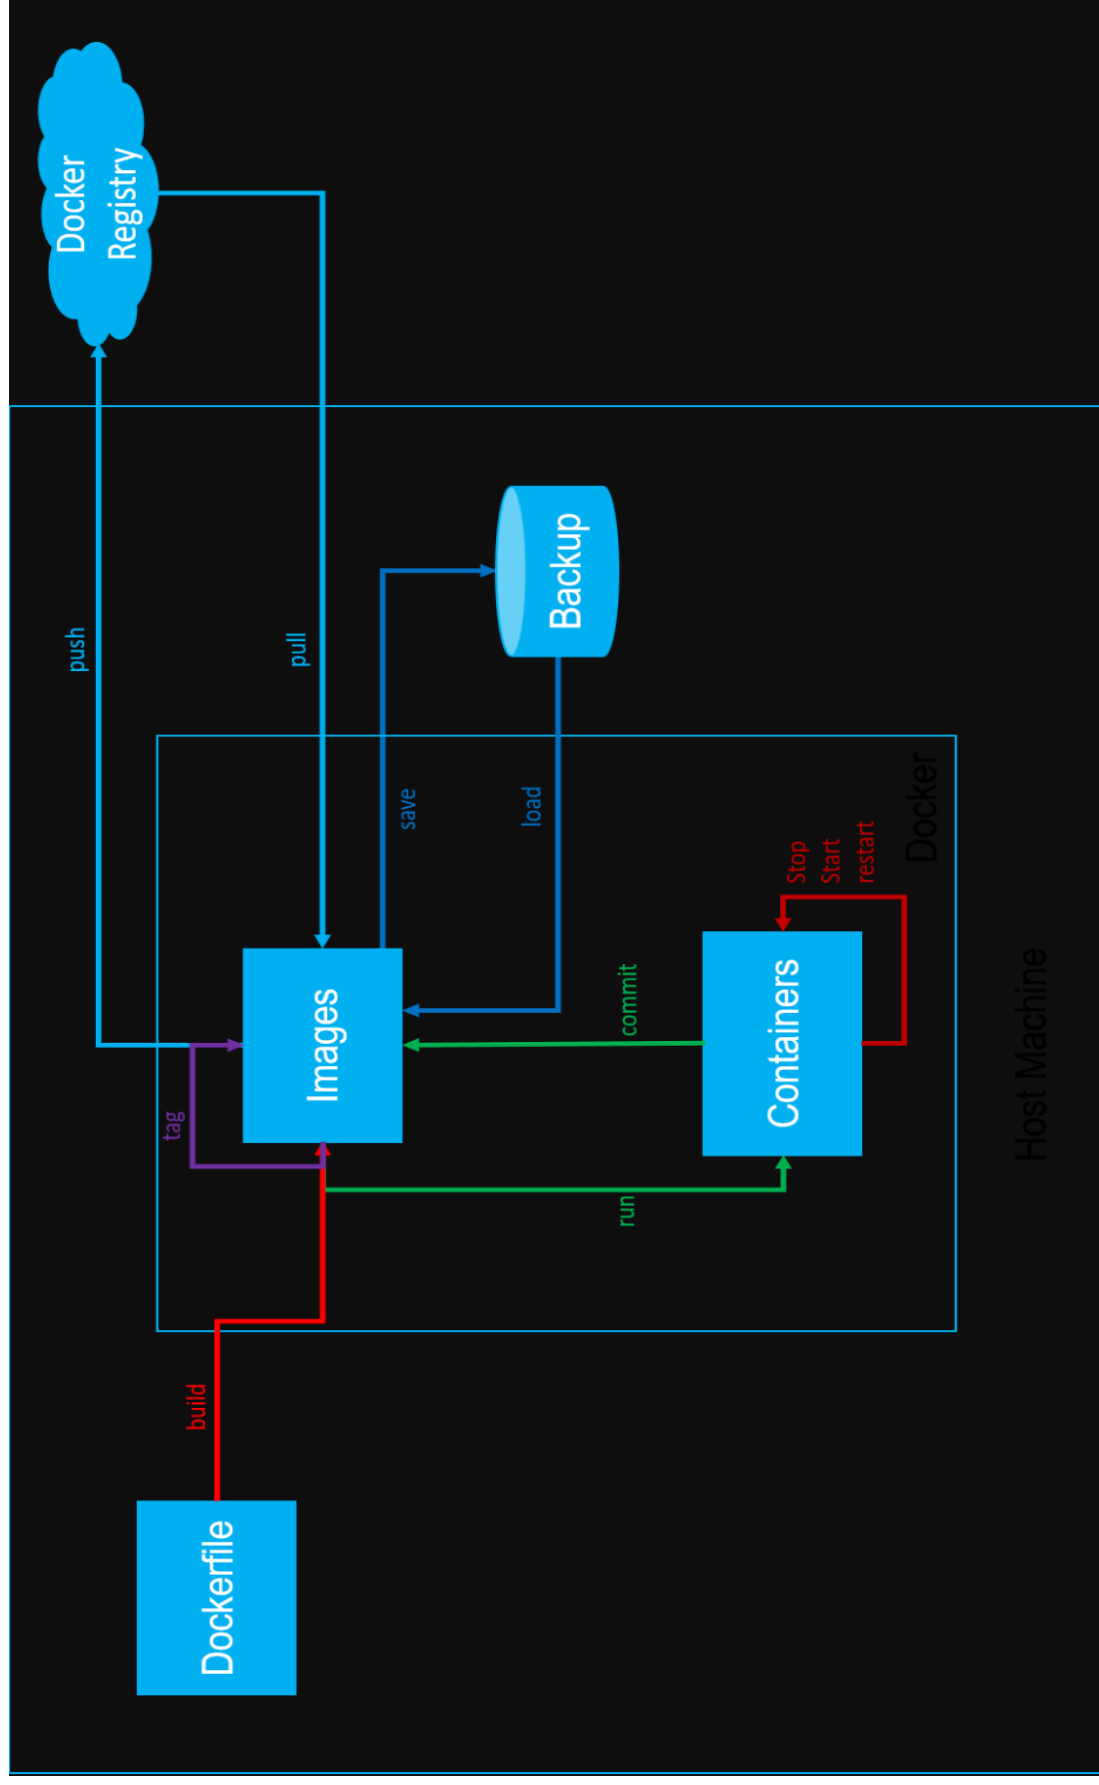 Docker
Registry
push
pull
Backup
save
load
tag
Images
commit
run
Containers
Stop
Start
restart
Docker
Host Machine
build
Dockerfile